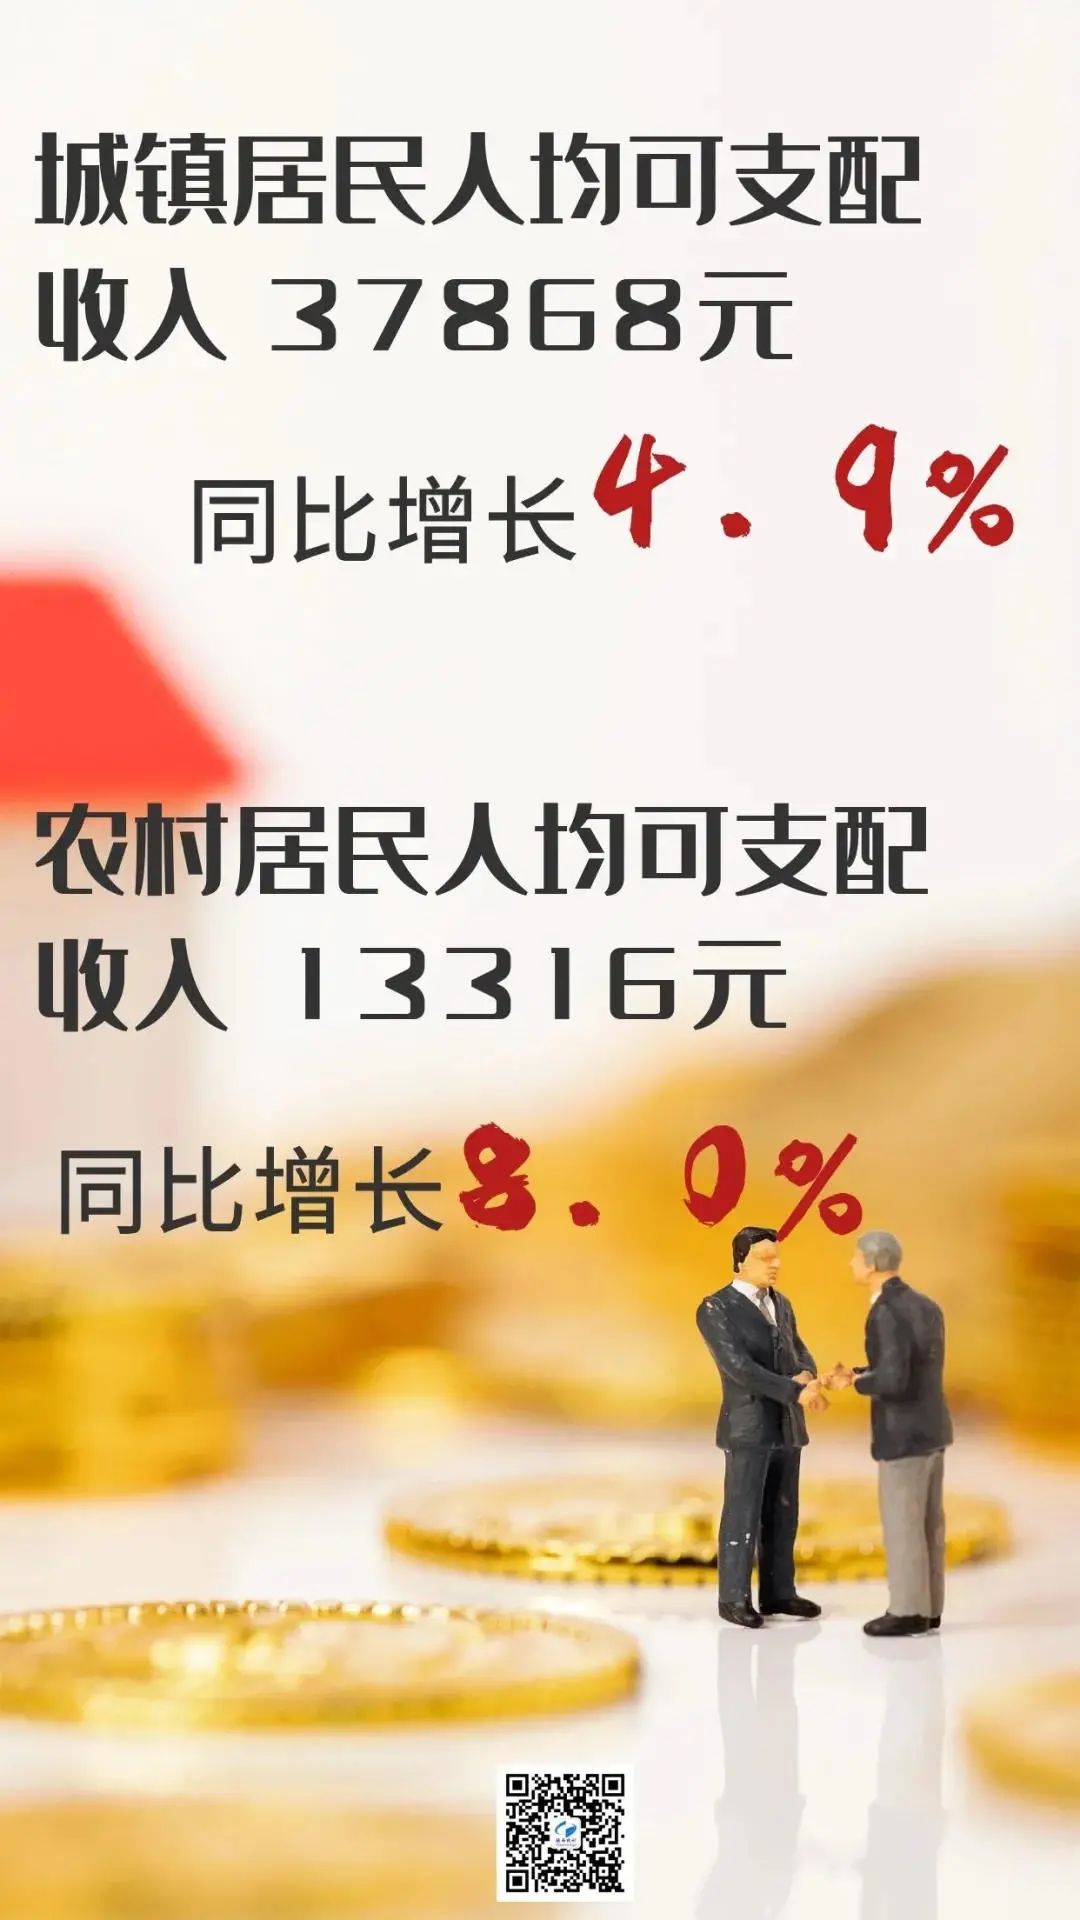 城镇居民人均可支配
收入 37868元
同比增长4.9%
农村居民人均可支配
收入 13316元
同比增长8.0%